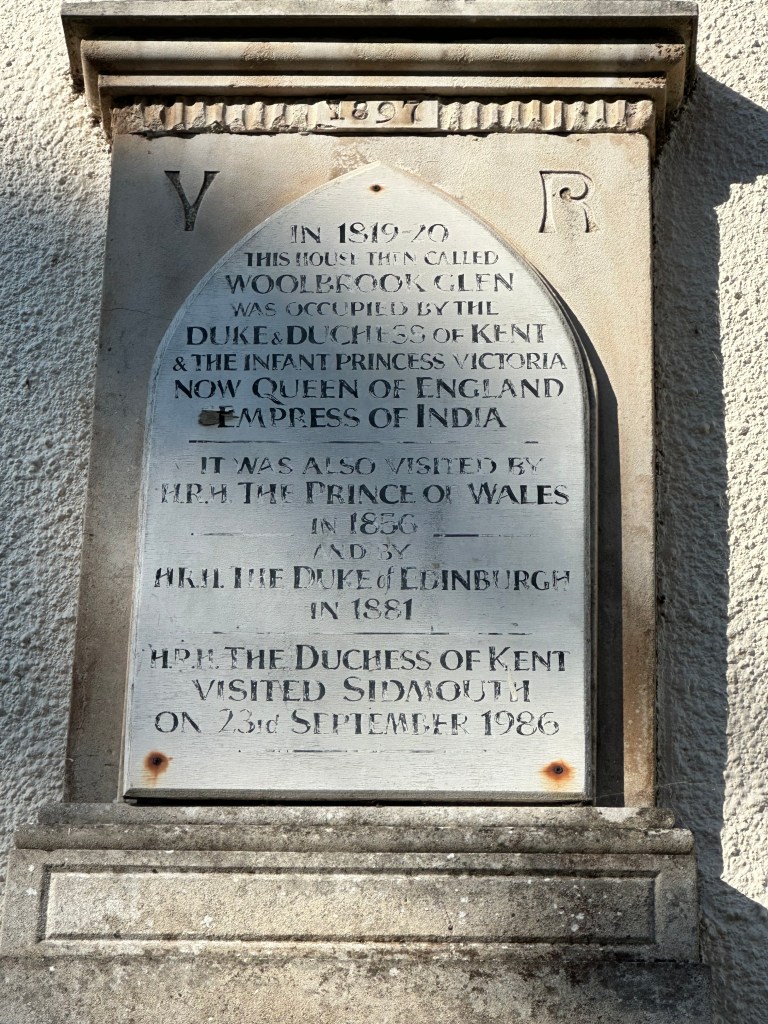 1897
V R
IN 1819-20
THIS HOUSE THEN CALLED
WOOLBROOK GLEN
WAS OCCUPIED BY THE
DUKE & DUCHESS OF KENT
& THE INFANT PRINCESS VICTORIA
NOW QUEEN OF ENGLAND
EMPRESS OF INDIA
IT WAS ALSO VISITED BY
H.R.H. THE PRINCE OF WALES
IN 1856
AND BY
H.R.H. THE DUKE of EDINBURGH
IN 1881
H.R.H. THE DUCHESS OF KENT
VISITED SIDMOUTH
ON 23rd SEPTEMBER 1986